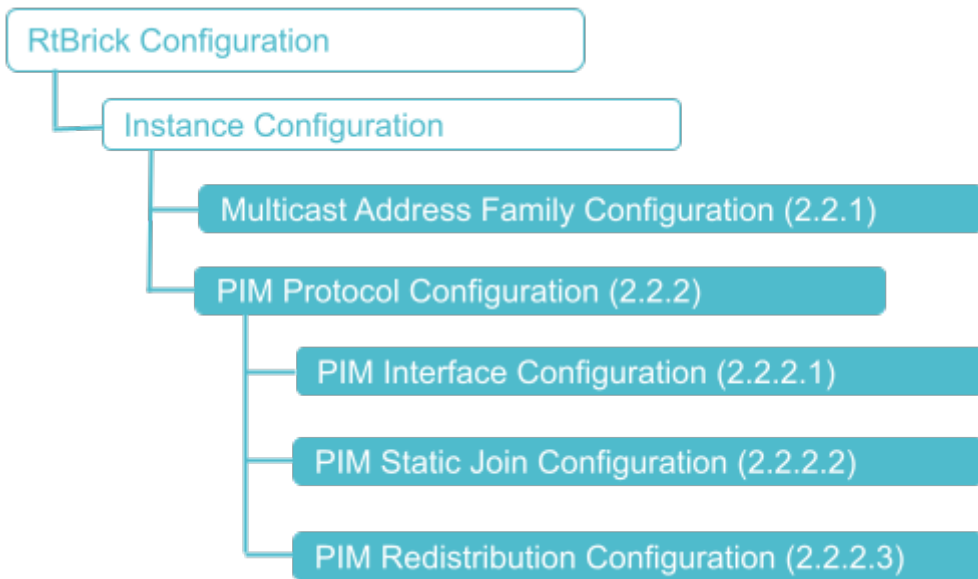 RtBrick Configuration
Instance Configuration
Multicast Address Family Configuration (2.2.1)
PIM Protocol Configuration (2.2.2)
PIM Interface Configuration (2.2.2.1)
PIM Static Join Configuration (2.2.2.2)
PIM Redistribution Configuration (2.2.2.3)